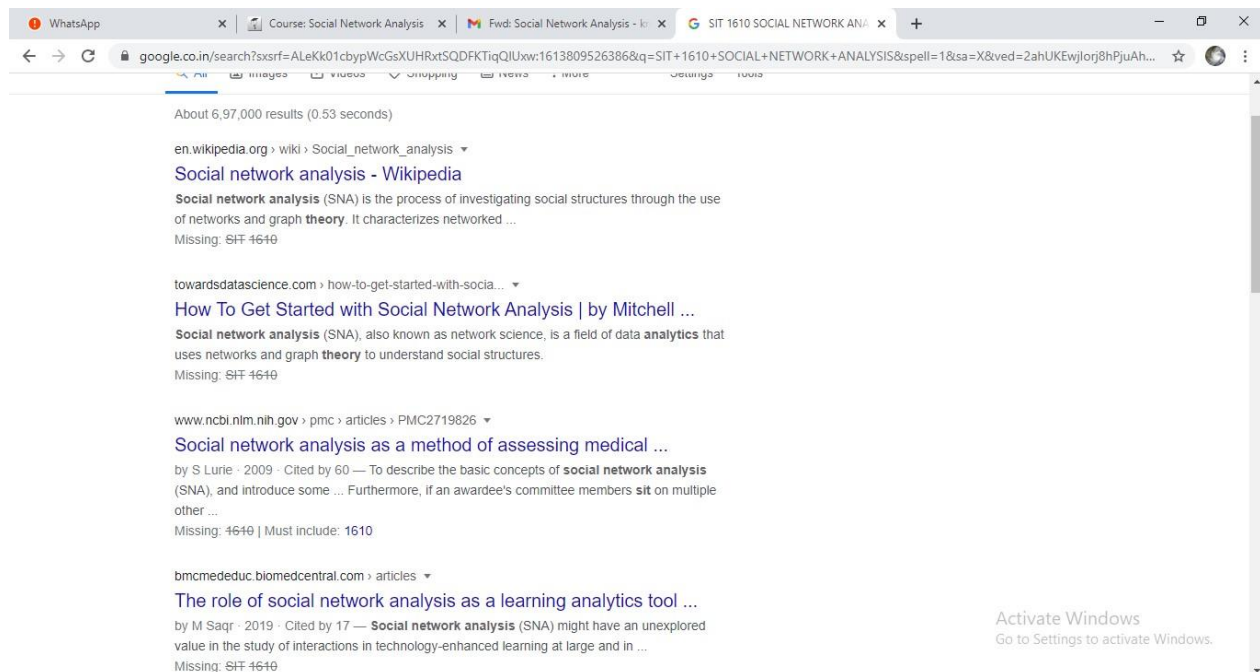 WhatsApp
Course: Social Network Analysis
Fwd: Social Network Analysis - kr
SIT 1610 SOCIAL NETWORK ANA
google.co.in/search?sxsrf=ALeKk01cbypWcGsXUHRxtSQDFKTiqQIUxw:1613809526386&q=SIT+1610+SOCIAL+NETWORK+ANALYSIS&spell=1&sa=X&ved=2ahUKEwjlorj8hPjuAh...
All Images Videos Shopping News More Settings Tools
About 6,97,000 results (0.53 seconds)
en.wikipedia.org › wiki › Social_network_analysis
Social network analysis - Wikipedia
Social network analysis (SNA) is the process of investigating social structures through the use
of networks and graph theory. It characterizes networked ...
Missing: SIT 1610
towardsdatascience.com › how-to-get-started-with-socia...
How To Get Started with Social Network Analysis | by Mitchell ...
Social network analysis (SNA), also known as network science, is a field of data analytics that
uses networks and graph theory to understand social structures.
Missing: SIT 1610
www.ncbi.nlm.nih.gov › pmc › articles › PMC2719826
Social network analysis as a method of assessing medical ...
by S Lurie · 2009 · Cited by 60 — To describe the basic concepts of social network analysis
(SNA), and introduce some ... Furthermore, if an awardee's committee members sit on multiple
other ...
Missing: 1610 | Must include: 1610
bmcmededuc.biomedcentral.com › articles
The role of social network analysis as a learning analytics tool ...
by M Saqr · 2019 · Cited by 17 — Social network analysis (SNA) might have an unexplored
value in the study of interactions in technology-enhanced learning at large and in ...
Missing: SIT 1610
Activate Windows
Go to Settings to activate Windows.